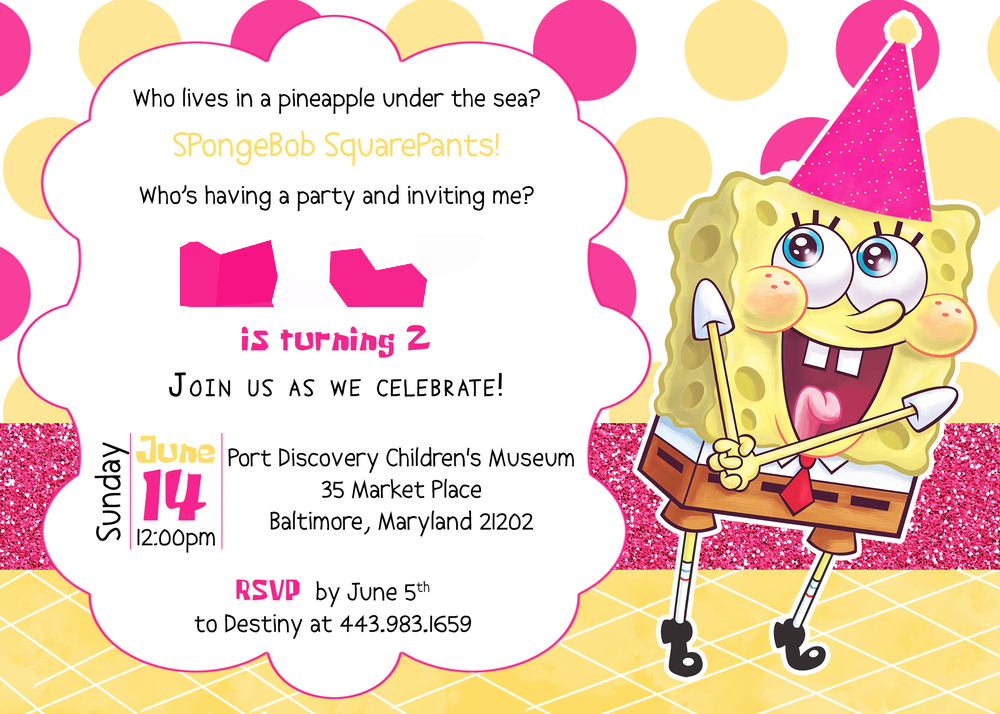 Who lives in a pineapple under the sea?
SPongeBob SquarePants!
Who's having a party and inviting me?
is turning 2
JOIN US AS WE CELEBRATE!
Sunday
June
14
12:00pm
Port Discovery Children's Museum
35 Market Place
Baltimore, Maryland 21202
RSVP by June 5th
to Destiny at 443.983.1659